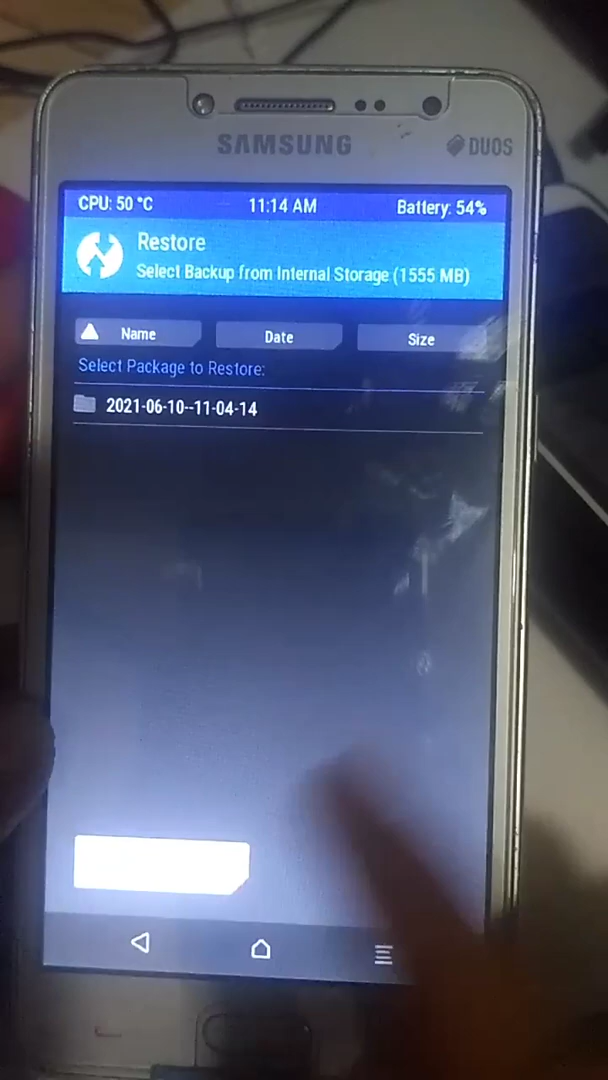 SAMSUNG
DUOS
CPU: 50 °C 11:14 AM Battery: 54%
Restore
Select Backup from Internal Storage (1555 MB)
Name Date Size
Select Package to Restore:
2021-06-10--11-04-14